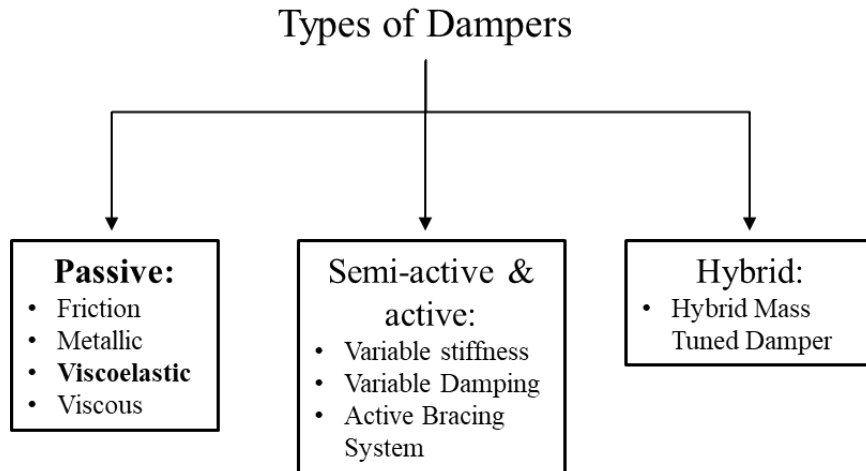 Types of Dampers
Passive:
• Friction
• Metallic
• Viscoelastic
• Viscous
Semi-active &
active:
• Variable stiffness
• Variable Damping
• Active Bracing
System
Hybrid:
• Hybrid Mass
Tuned Damper